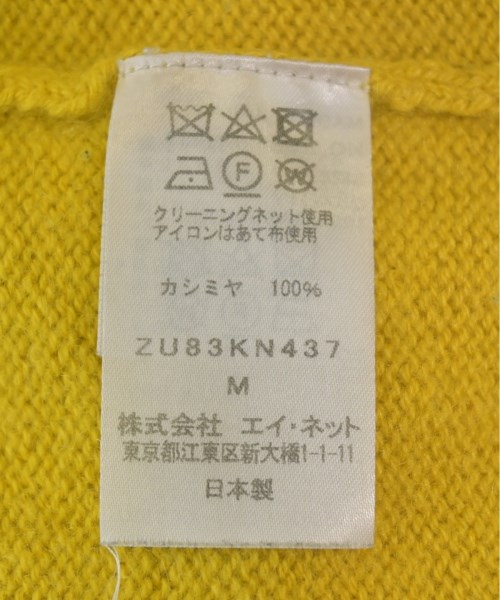 F W
クリーニングネット使用
アイロンはあて布使用
カシミヤ 100%
ZU83KN437
M
株式会社 エイ・ネット
東京都江東区新大橋1-1-11
日本製